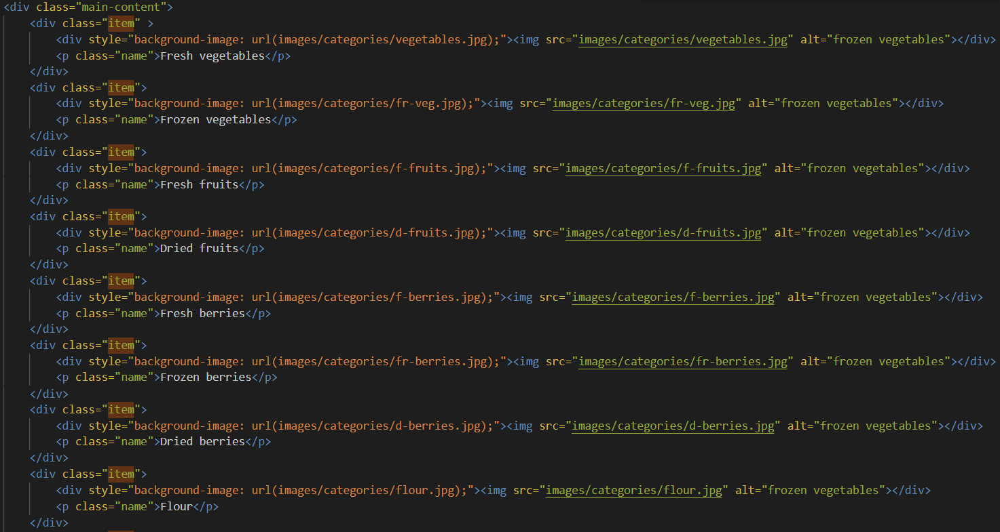 <div class="main-content">
    <div class="item" >
        <div style="background-image: url(images/categories/vegetables.jpg);"><img src="images/categories/vegetables.jpg" alt="frozen vegetables"></div>
        <p class="name">Fresh vegetables</p>
    </div>
    <div class="item">
        <div style="background-image: url(images/categories/fr-veg.jpg);"><img src="images/categories/fr-veg.jpg" alt="frozen vegetables"></div>
        <p class="name">Frozen vegetables</p>
    </div>
    <div class="item">
        <div style="background-image: url(images/categories/f-fruits.jpg);"><img src="images/categories/f-fruits.jpg" alt="frozen vegetables"></div>
        <p class="name">Fresh fruits</p>
    </div>
    <div class="item">
        <div style="background-image: url(images/categories/d-fruits.jpg);"><img src="images/categories/d-fruits.jpg" alt="frozen vegetables"></div>
        <p class="name">Dried fruits</p>
    </div>
    <div class="item">
        <div style="background-image: url(images/categories/f-berries.jpg);"><img src="images/categories/f-berries.jpg" alt="frozen vegetables"></div>
        <p class="name">Fresh berries</p>
    </div>
    <div class="item">
        <div style="background-image: url(images/categories/fr-berries.jpg);"><img src="images/categories/fr-berries.jpg" alt="frozen vegetables"></div>
        <p class="name">Frozen berries</p>
    </div>
    <div class="item">
        <div style="background-image: url(images/categories/d-berries.jpg);"><img src="images/categories/d-berries.jpg" alt="frozen vegetables"></div>
        <p class="name">Dried berries</p>
    </div>
    <div class="item">
        <div style="background-image: url(images/categories/flour.jpg);"><img src="images/categories/flour.jpg" alt="frozen vegetables"></div>
        <p class="name">Flour</p>
    </div>